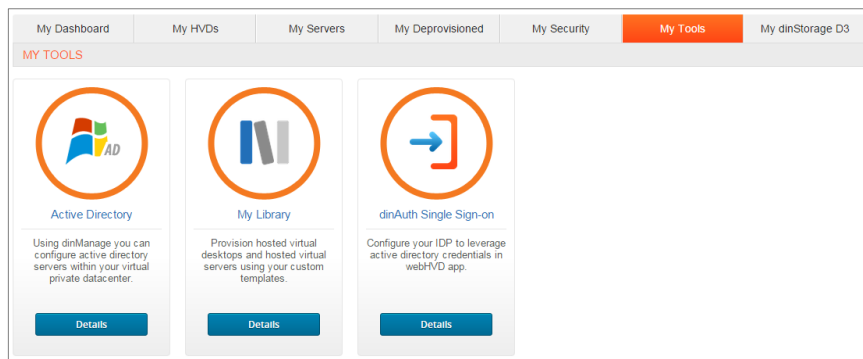 My Dashboard
My HVDs
My Servers
My Deprovisioned
My Security
My Tools
My dinStorage D3
MY TOOLS
AD
Active Directory
Using dinManage you can
configure active directory
servers within your virtual
private datacenter.
Details
My Library
Provision hosted virtual
desktops and hosted virtual
servers using your custom
templates.
Details
dinAuth Single Sign-on
Configure your IDP to leverage
active directory credentials in
webHVD app.
Details